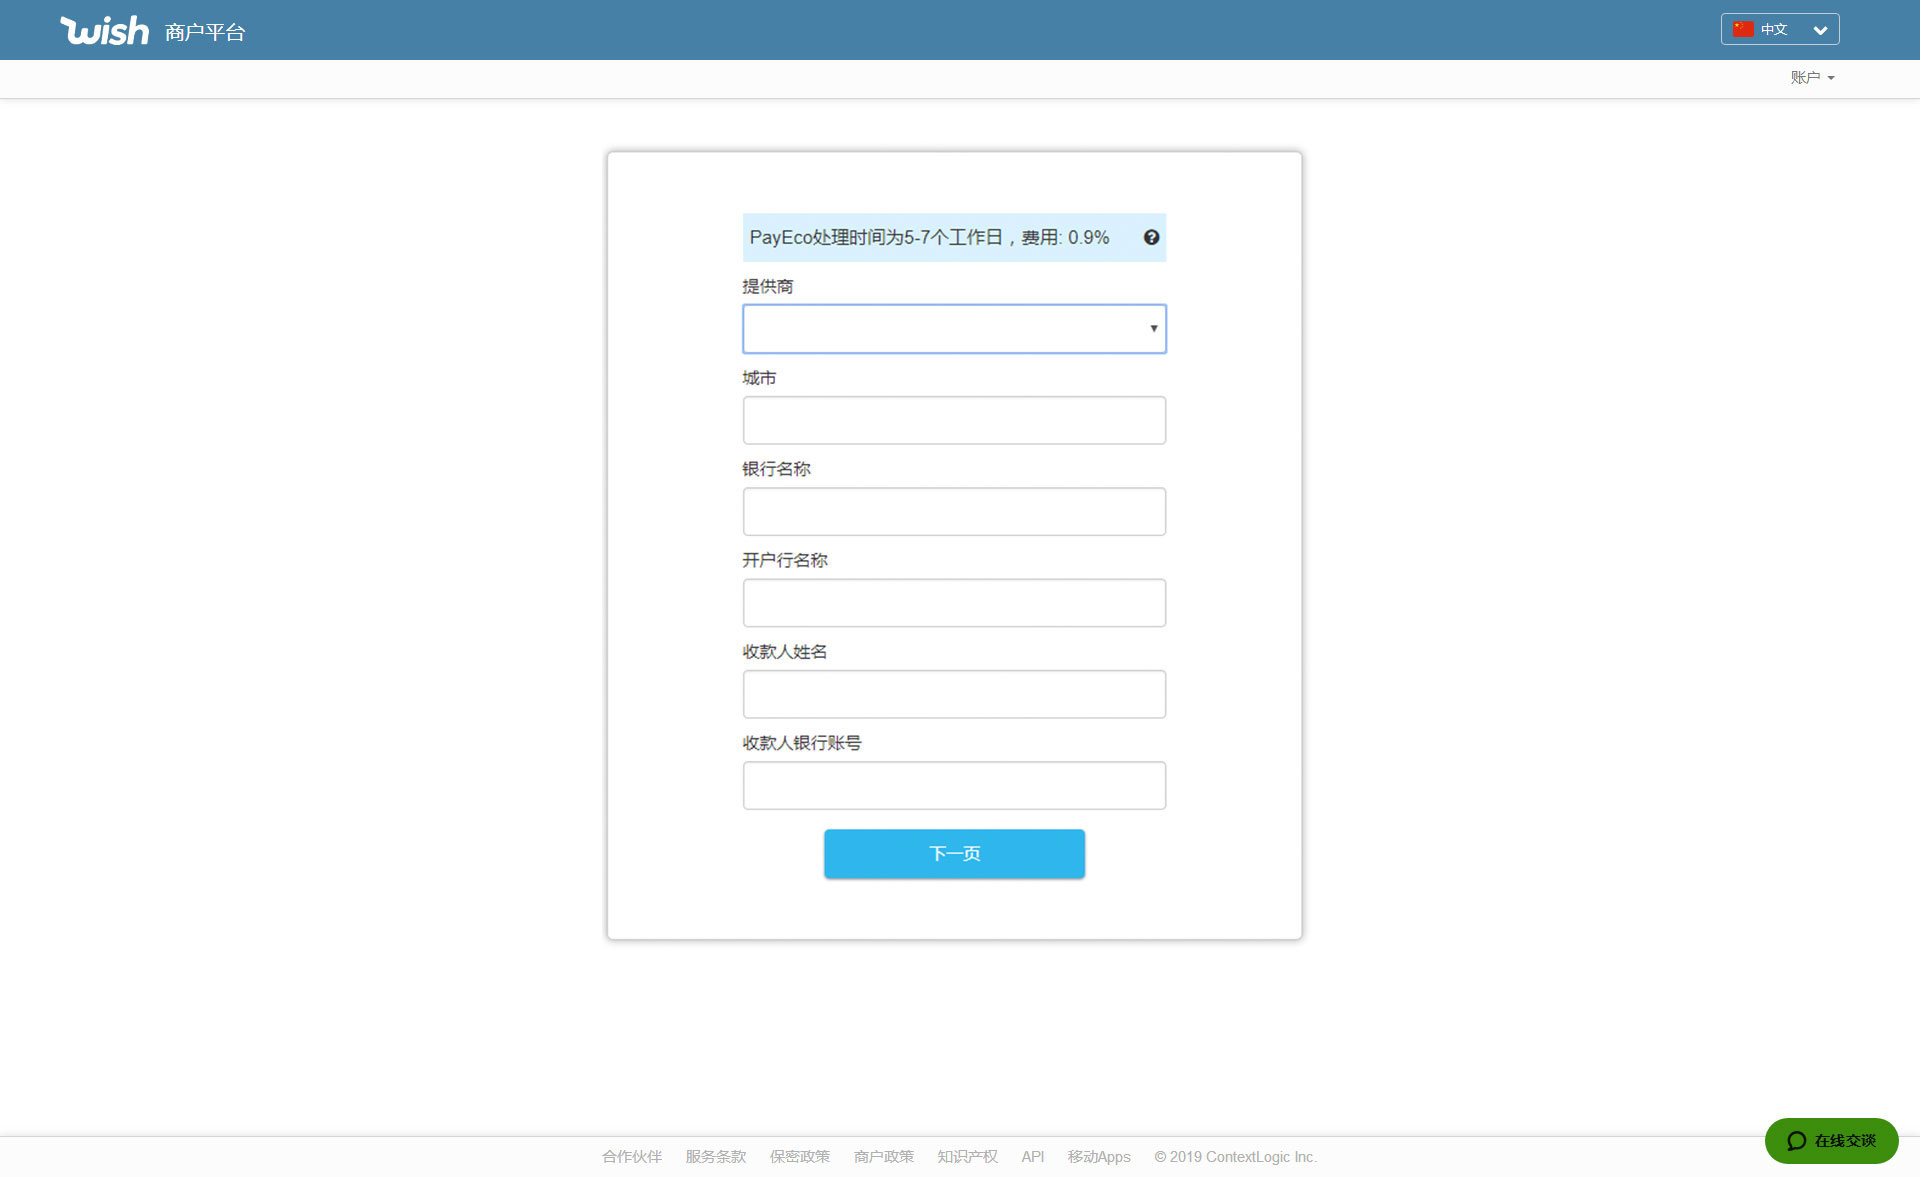 wish 商户平台
中文
账户
PayEco处理时间为5-7个工作日，费用: 0.9%
提供商
城市
银行名称
开户行名称
收款人姓名
收款人银行账号
下一页
在线交谈
合作伙伴 服务条款 保密政策 商户政策 知识产权 API 移动Apps © 2019 ContextLogic Inc.